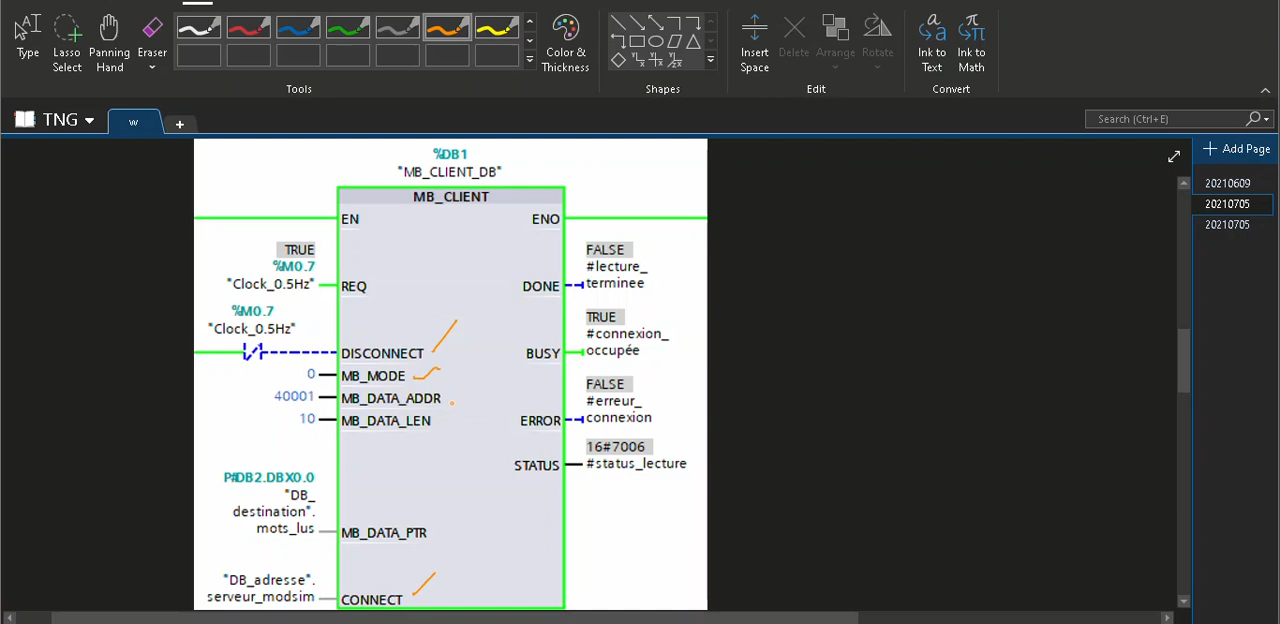 Type
Lasso
Select
Panning
Hand
Eraser
Color &
Thickness
Insert
Space
Delete
Arrange
Rotate
Ink to
Text
Ink to
Math
Tools
Shapes
Edit
Convert
TNG
w
Search (Ctrl+E)
Add Page
20210609
20210705
20210705
%DB1
"MB_CLIENT_DB"
MB_CLIENT
EN
ENO
TRUE
%M0.7
"Clock_0.5Hz"
REQ
%M0.7
"Clock_0.5Hz"
DISCONNECT
0
MB_MODE
40001
MB_DATA_ADDR
10
MB_DATA_LEN
P#DB2.DBX0.0
"DB_
destination".
mots_lus
MB_DATA_PTR
"DB_adresse".
serveur_modsim
CONNECT
FALSE
#lecture_
terminee
DONE
TRUE
#connexion_
occupée
BUSY
FALSE
#erreur_
connexion
ERROR
16#7006
#status_lecture
STATUS